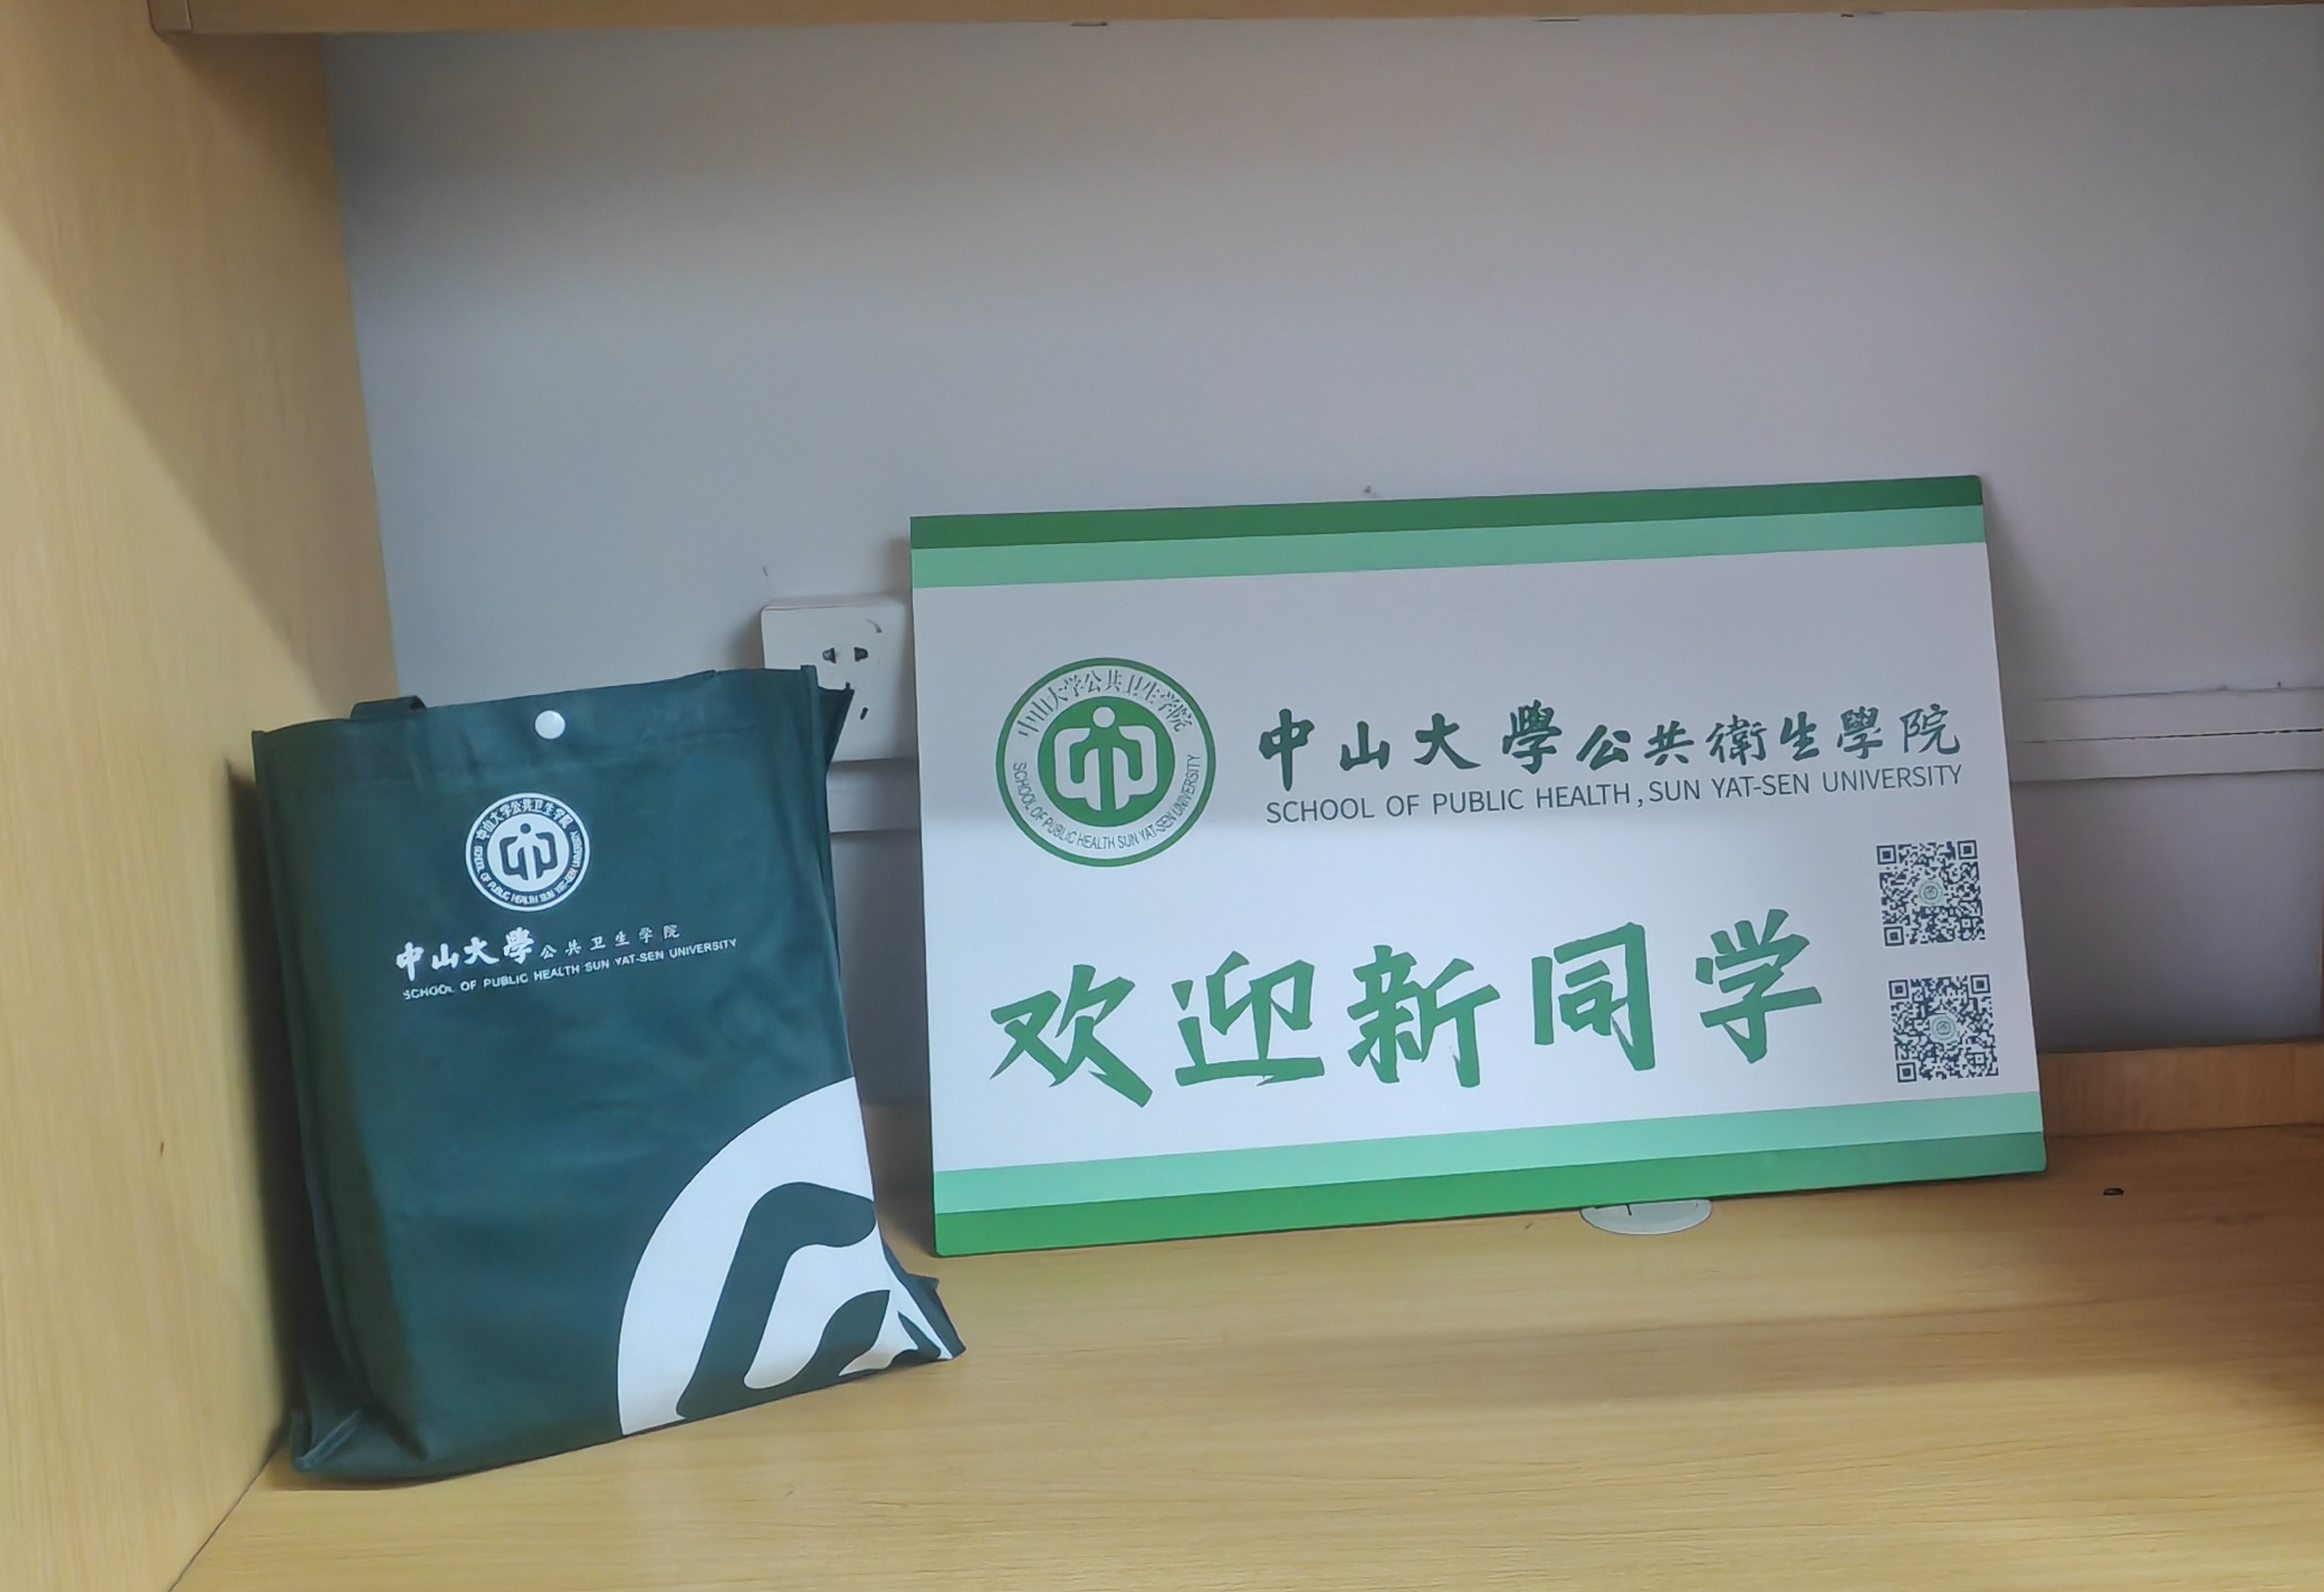 中山大学公共卫生学院
SCHOOL OF PUBLIC HEALTH SUN YAT-SEN UNIVERSITY
中山大學公共卫生学院
SCHOOL OF PUBLIC HEALTH SUN YAT-SEN UNIVERSITY
中山大学公共卫生学院
SCHOOL OF PUBLIC HEALTH SUN YAT-SEN UNIVERSITY
中山大學公共衛生學院
SCHOOL OF PUBLIC HEALTH, SUN YAT-SEN UNIVERSITY
欢迎新同学